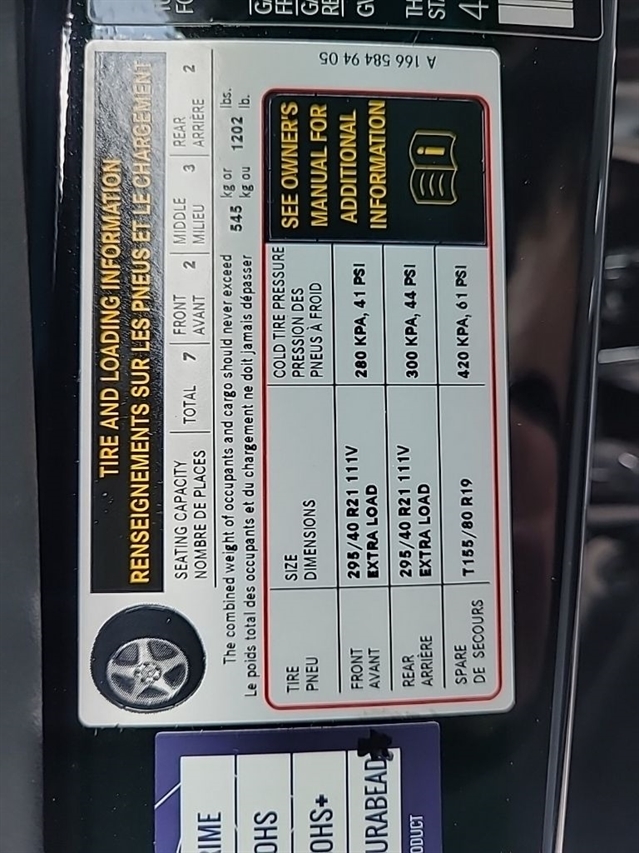 TIRE AND LOADING INFORMATION
RENSEIGNEMENTS SUR LES PNEUS ET LE CHARGEMENT
SEATING CAPACITY TOTAL 7 FRONT 2 MIDDLE 3 REAR 2
NOMBRE DE PLACES AVANT MILIEU ARRIÈRE
The combined weight of occupants and cargo should never exceed 545 kg or 1202 lbs.
Le poids total des occupants et du chargement ne doit jamais dépasser kg ou lb.
TIRE SIZE COLD TIRE PRESSURE
PNEU DIMENSIONS PRESSION DES
PNEUS À FROID
FRONT 295/40 R21 111V 280 KPA, 41 PSI
AVANT EXTRA LOAD
REAR 295/40 R21 111V 300 KPA, 44 PSI
ARRIÈRE EXTRA LOAD
SPARE T155/80 R19 420 KPA, 61 PSI
DE SECOURS
SEE OWNER'S
MANUAL FOR
ADDITIONAL
INFORMATION
i
A 166 584 94 05
IME
OHS
OHS+
URABEAD
ODUCT